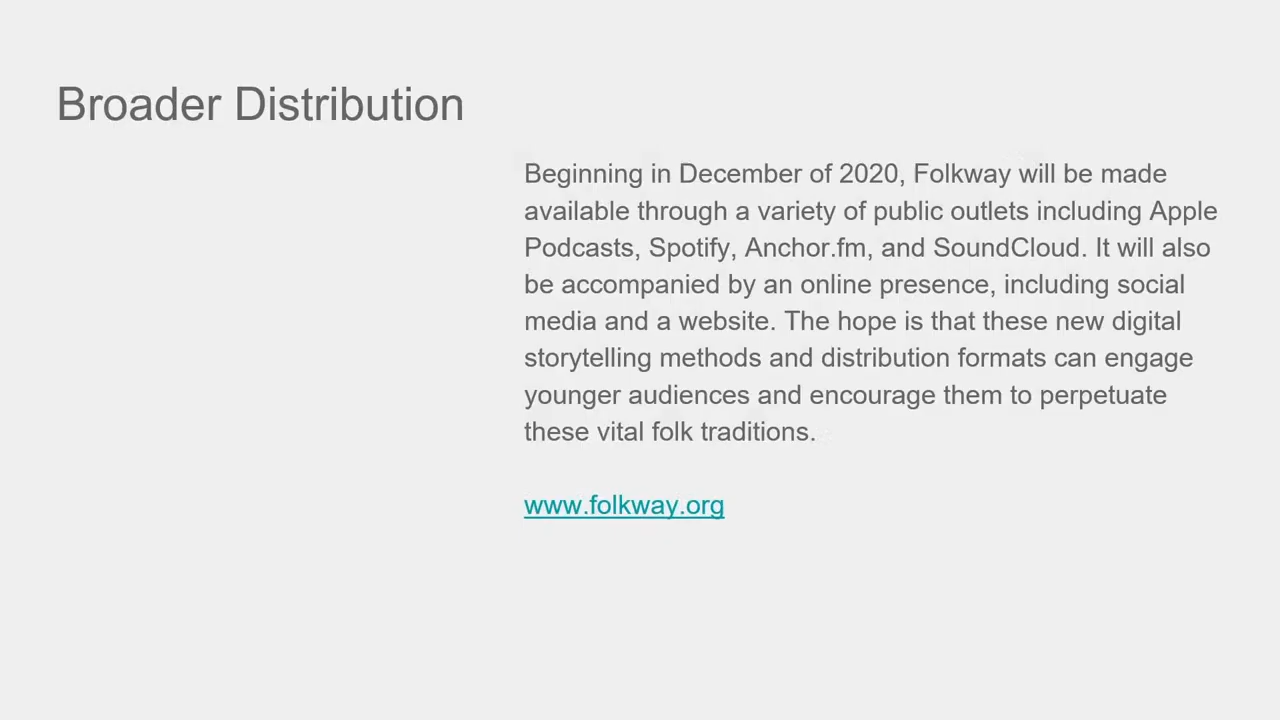 Broader Distribution
Beginning in December of 2020, Folkway will be made
available through a variety of public outlets including Apple
Podcasts, Spotify, Anchor.fm, and SoundCloud. It will also
be accompanied by an online presence, including social
media and a website. The hope is that these new digital
storytelling methods and distribution formats can engage
younger audiences and encourage them to perpetuate
these vital folk traditions.
www.folkway.org